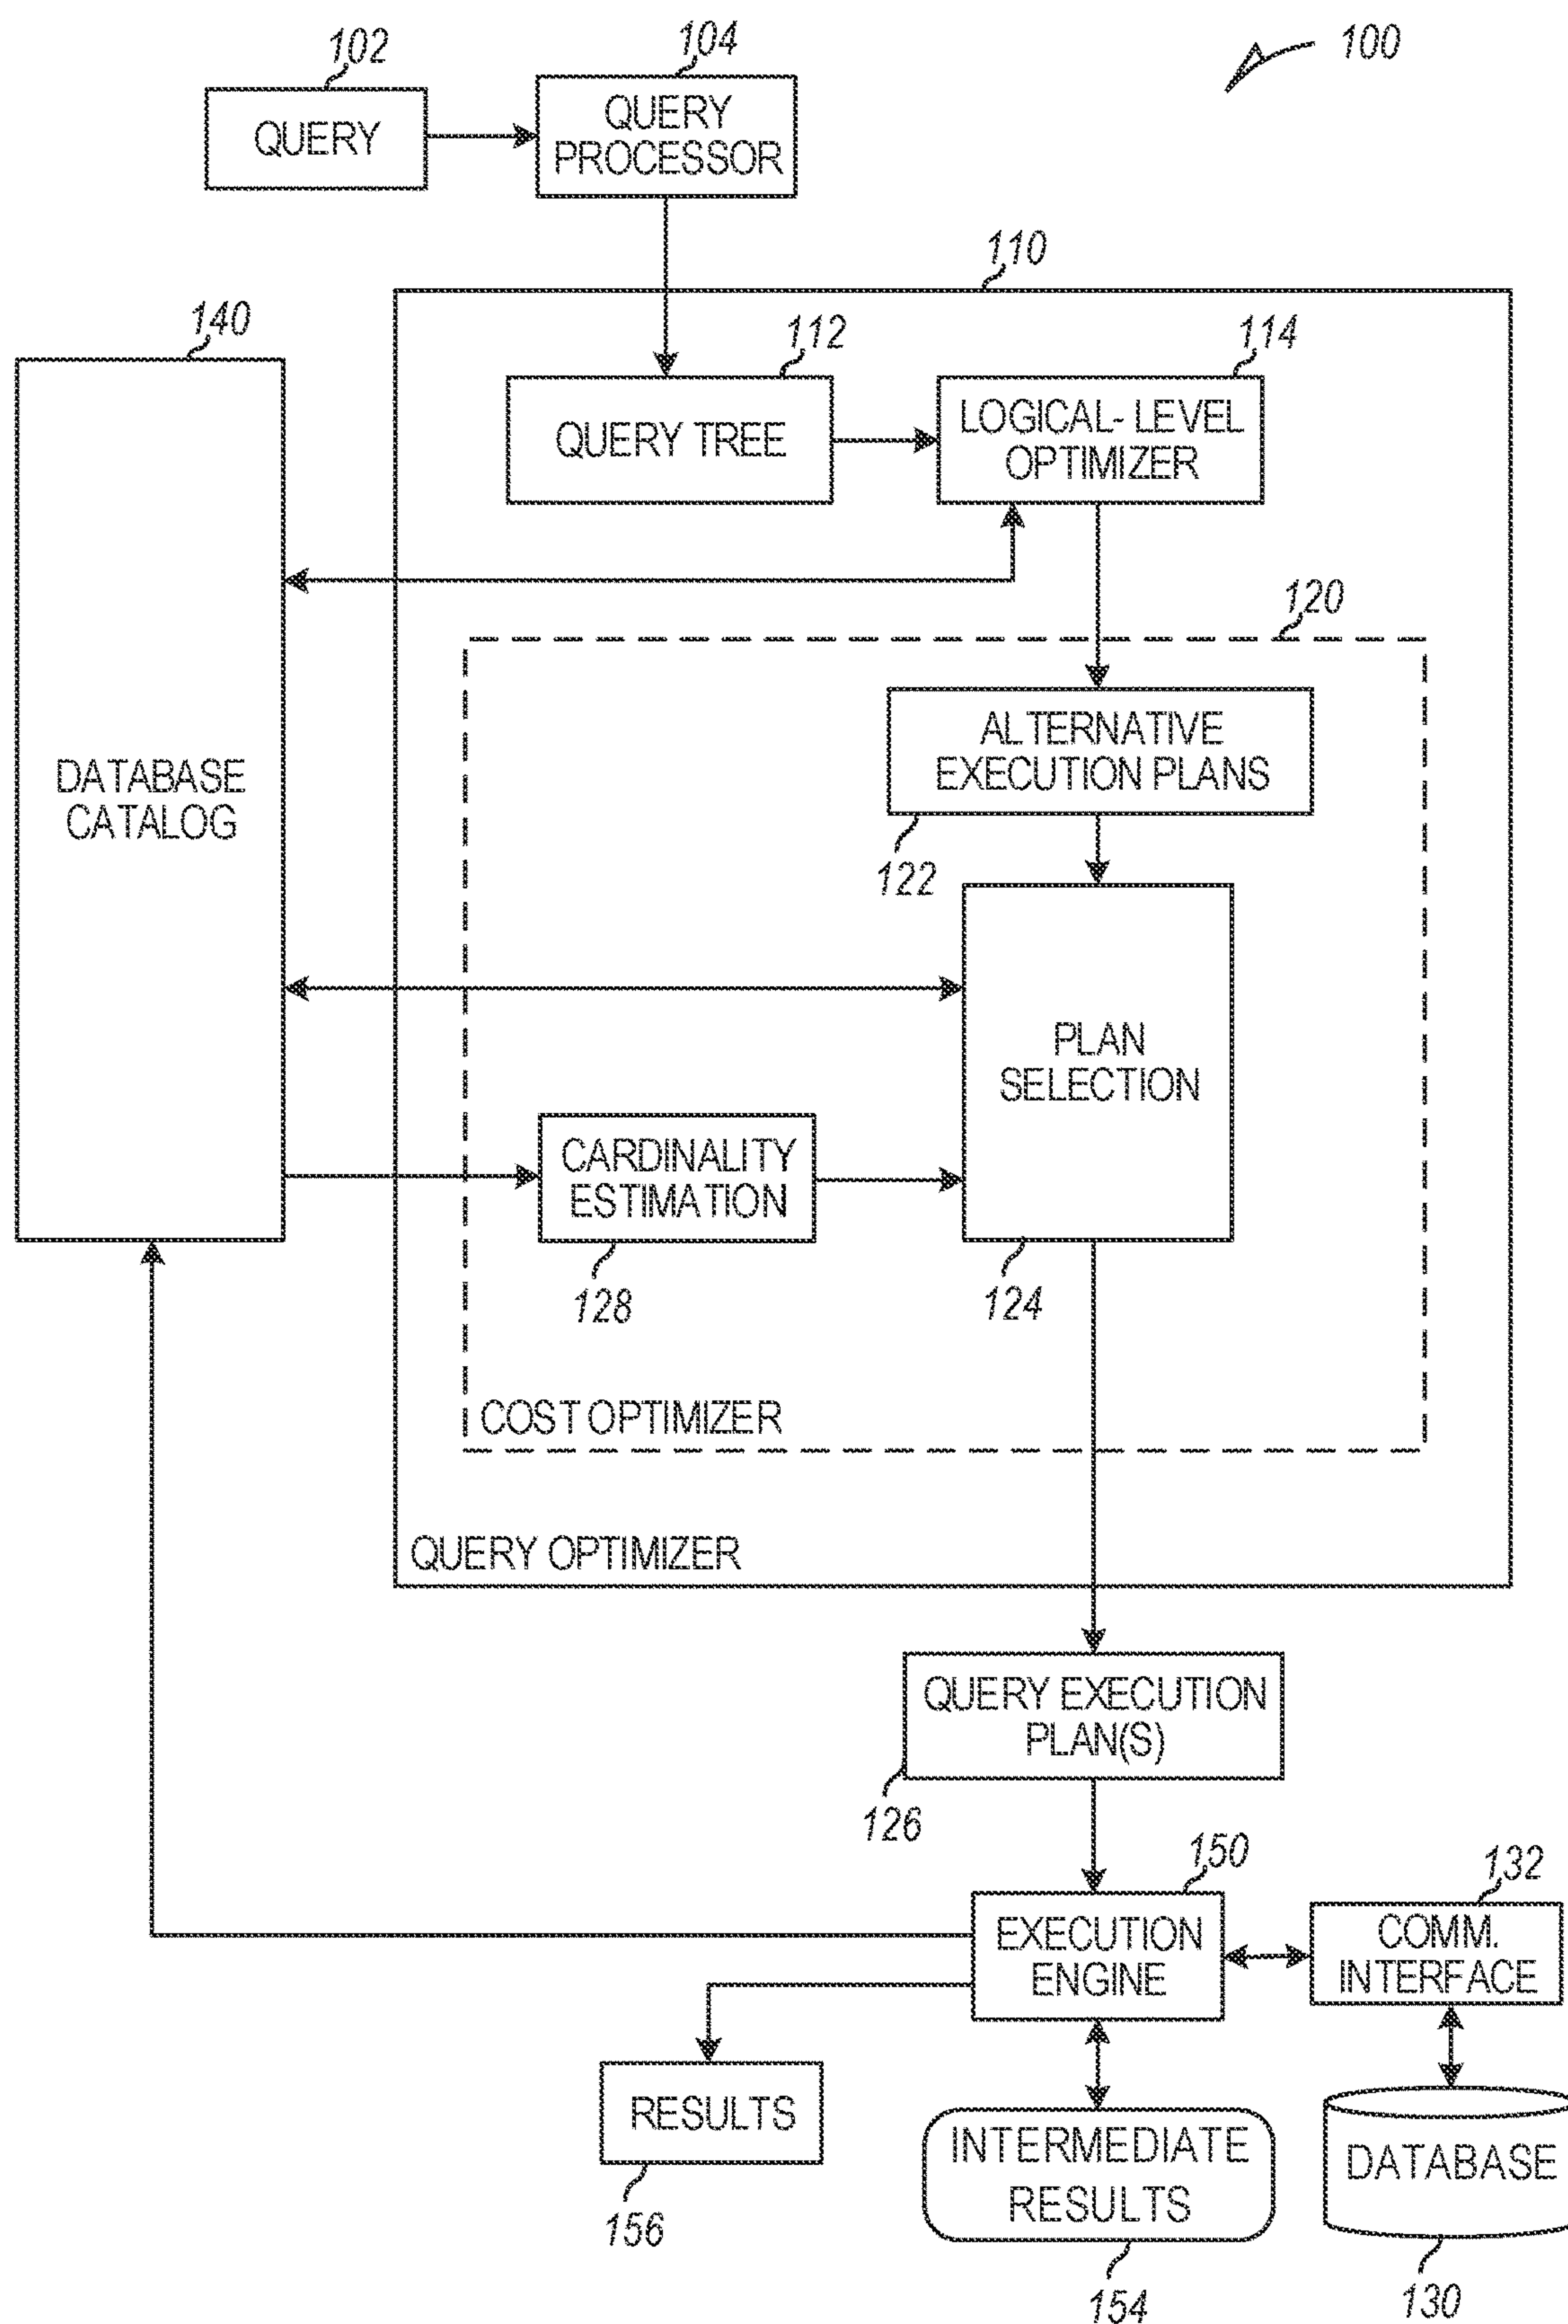 100
102
104
QUERY
QUERY
PROCESSOR
110
140
112
114
QUERY TREE
LOGICAL- LEVEL
OPTIMIZER
120
DATABASE
CATALOG
ALTERNATIVE
EXECUTION PLANS
122
PLAN
SELECTION
CARDINALITY
ESTIMATION
128
124
COST OPTIMIZER
QUERY OPTIMIZER
QUERY EXECUTION
PLAN(S)
126
150
132
EXECUTION
ENGINE
COMM.
INTERFACE
RESULTS
156
INTERMEDIATE
RESULTS
154
DATABASE
130